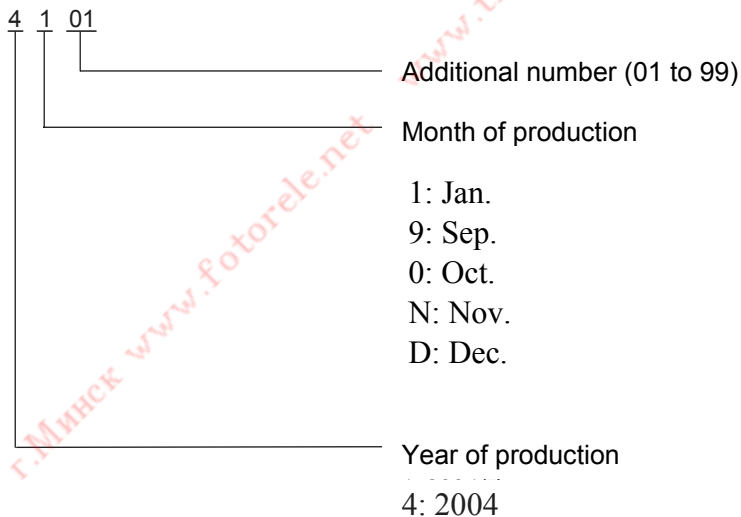 4 1 01
Additional number (01 to 99)
Month of production
1: Jan.
9: Sep.
0: Oct.
N: Nov.
D: Dec.
Year of production
4: 2004
г.Минск www.fotorele.net